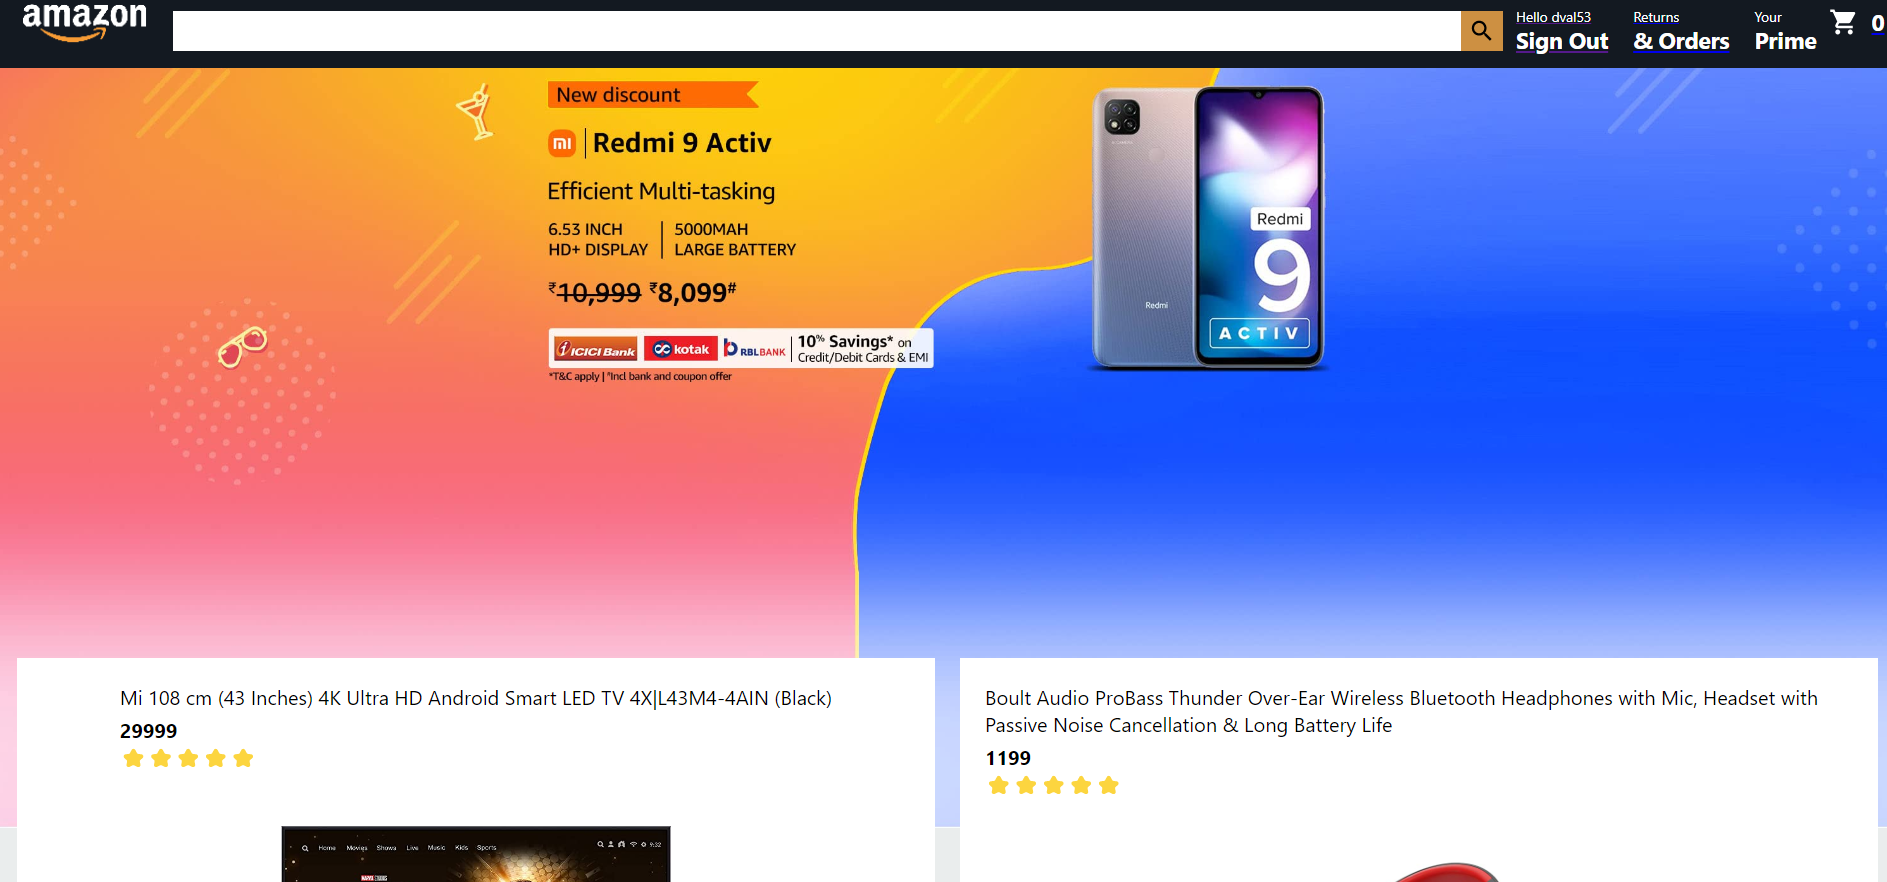 amazon
Hello dval53
Sign Out
Returns
& Orders
Your
Prime
0
New discount
mi Redmi 9 Activ
Efficient Multi-tasking
6.53 INCH
HD+ DISPLAY
5000MAH
LARGE BATTERY
₹10,999 ₹8,099#
ICICI Bank kotak RBLBANK
10% Savings* on
Credit/Debit Cards & EMI
*T&C apply | #Incl bank and coupon offer
Redmi
Redmi
9
ACTIV
Mi 108 cm (43 Inches) 4K Ultra HD Android Smart LED TV 4X|L43M4-4AIN (Black)
29999
Boult Audio ProBass Thunder Over-Ear Wireless Bluetooth Headphones with Mic, Headset with
Passive Noise Cancellation & Long Battery Life
1199
Home Movies Shows Live Music Kids Sports
9:32
MARVEL STUDIOS